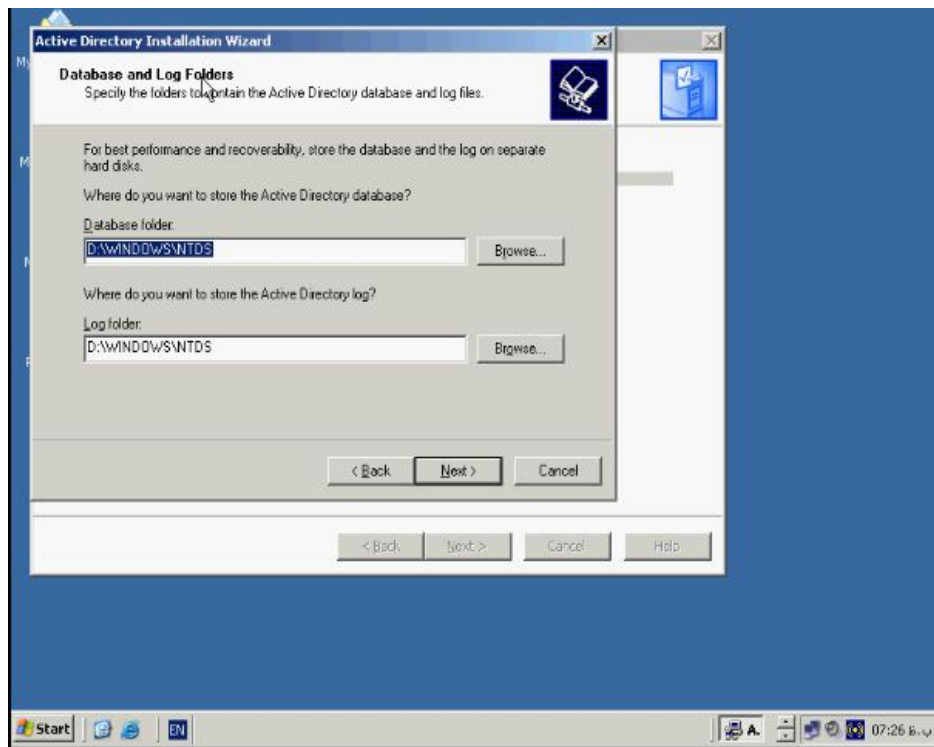 Active Directory Installation Wizard
Database and Log Folders
Specify the folders to contain the Active Directory database and log files.
For best performance and recoverability, store the database and the log on separate
hard disks.
Where do you want to store the Active Directory database?
Database folder:
D:\WINDOWS\NTDS
Browse...
Where do you want to store the Active Directory log?
Log folder:
D:\WINDOWS\NTDS
Browse...
< Back
Next >
Cancel
< Back
Next >
Cancel
Help
Start
EN
A.
07:26 ب.ظ